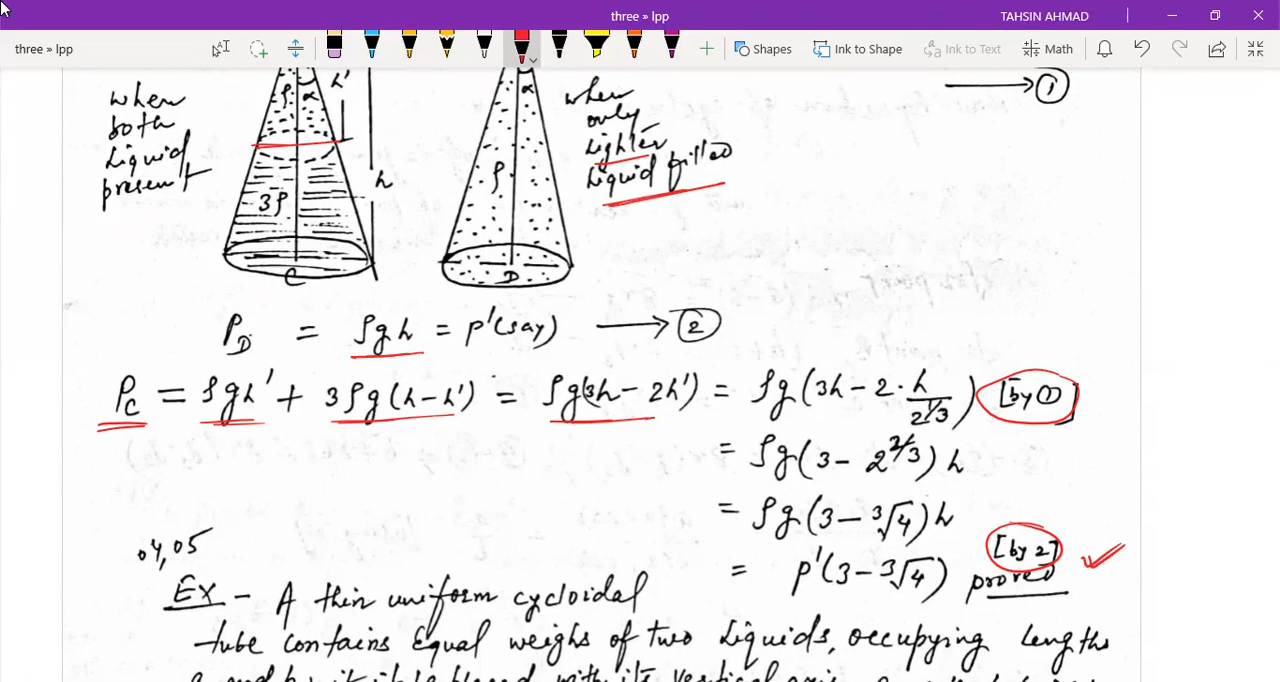 three » lpp
TAHSIN AHMAD
three » lpp
Shapes
Ink to Shape
Ink to Text
Math
when
both
Liquid
present
ρ
α
h'
h
3ρ
C
α
ρ
D
when
only
Lighter
Liquid filled
⟶ ①
P_D = ρgh = p'(say) ⟶ ②
P_C = ρgh' + 3ρg(h-h') = ρg(3h-2h') = ρg(3h-2·h/2^1/3) [by ①]
= ρg(3-2^2/3)h
= ρg(3-∛4)h
= p'(3-∛4) [by 2] proved
04,05
Ex - A thin uniform cycloidal
tube contains Equal weighs of two Liquids, occupying Lengths